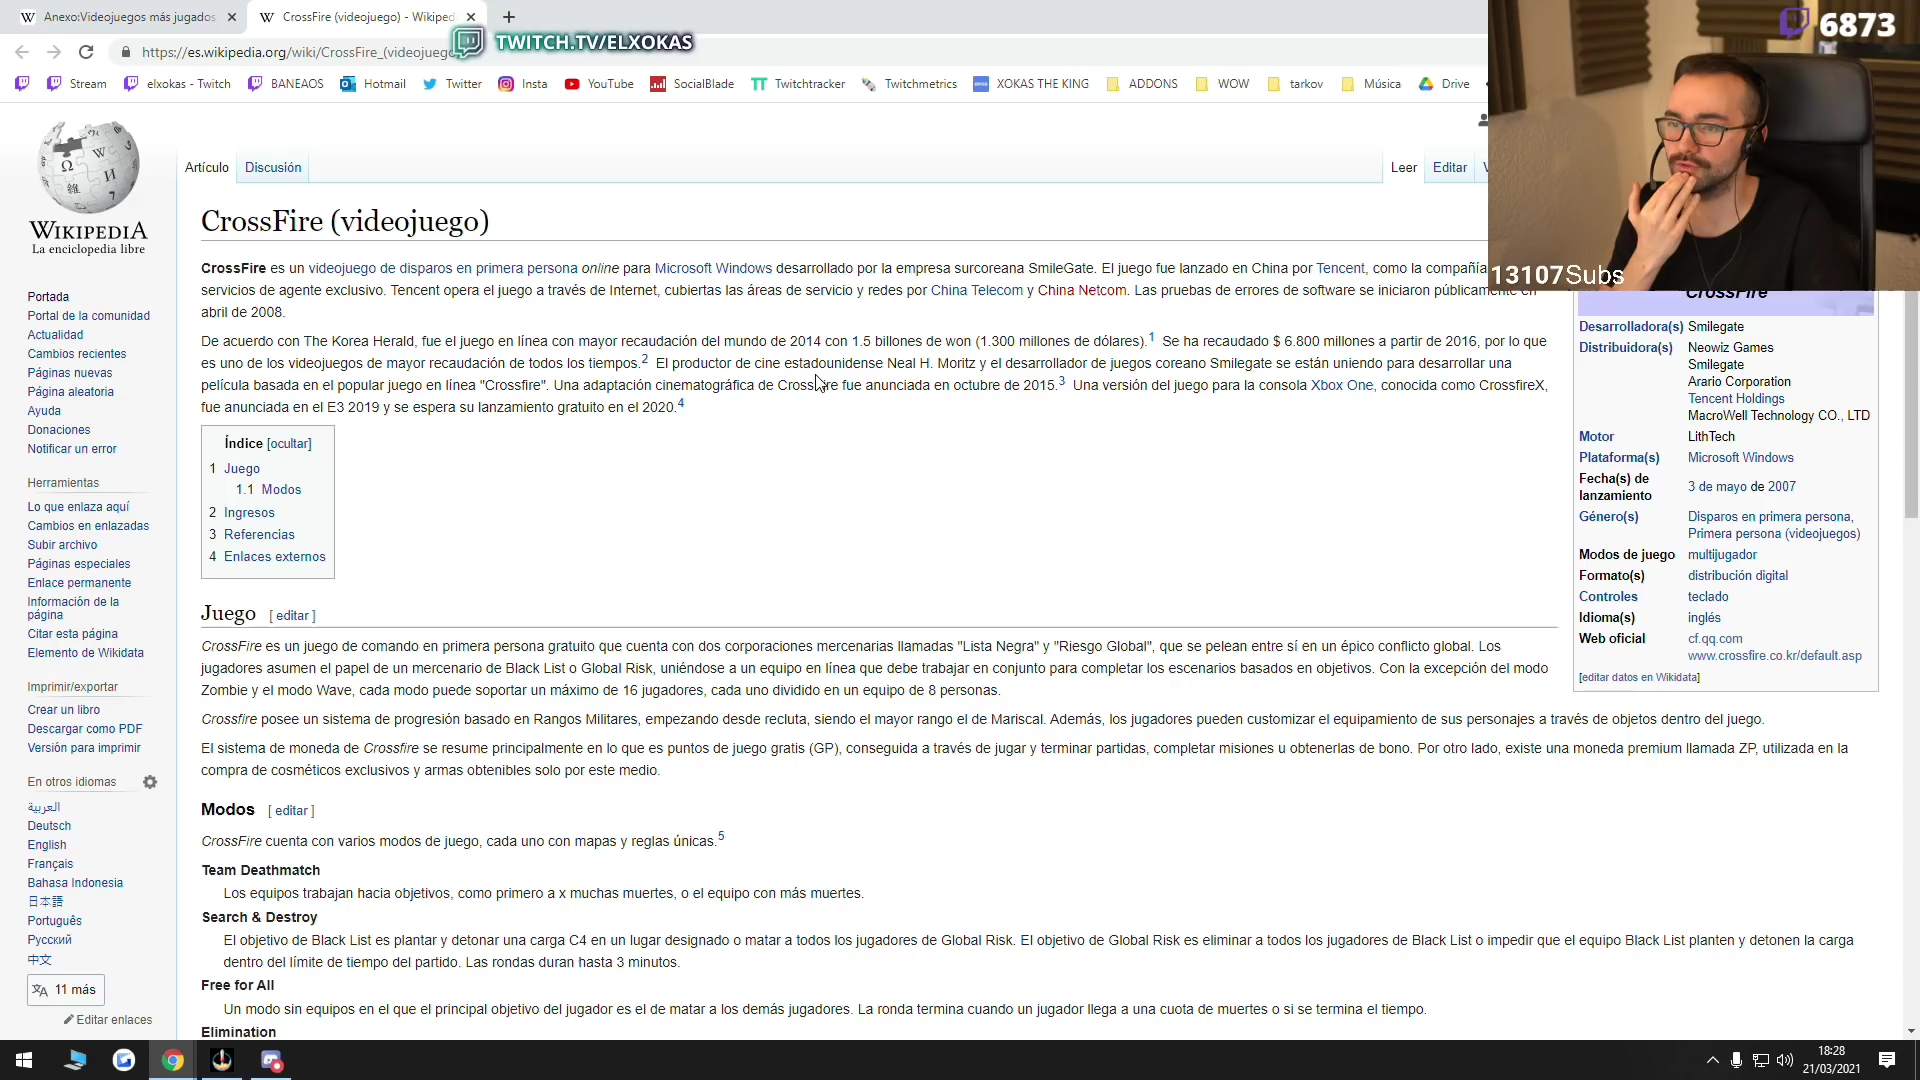 Anexo:Videojuegos más jugados
CrossFire (videojuego) - Wikiped
6873
https://es.wikipedia.org/wiki/CrossFire_(videojuego
TWITCH.TV/ELXOKAS
Stream
elxokas - Twitch
BANEAOS
Hotmail
Twitter
Insta
YouTube
SocialBlade
Twitchtracker
Twitchmetrics
XOKAS THE KING
ADDONS
WOW
tarkov
Música
Drive
WIKIPEDIA
La enciclopedia libre
Artículo
Discusión
Leer
Editar
CrossFire (videojuego)
13107Subs
CrossFire es un videojuego de disparos en primera persona online para Microsoft Windows desarrollado por la empresa surcoreana SmileGate. El juego fue lanzado en China por Tencent, como la compañía
servicios de agente exclusivo. Tencent opera el juego a través de Internet, cubiertas las áreas de servicio y redes por China Telecom y China Netcom. Las pruebas de errores de software se iniciaron públicamente en
abril de 2008.
De acuerdo con The Korea Herald, fue el juego en línea con mayor recaudación del mundo de 2014 con 1.5 billones de won (1.300 millones de dólares).1 Se ha recaudado $ 6.800 millones a partir de 2016, por lo que
es uno de los videojuegos de mayor recaudación de todos los tiempos.2 El productor de cine estadounidense Neal H. Moritz y el desarrollador de juegos coreano Smilegate se están uniendo para desarrollar una
película basada en el popular juego en línea "Crossfire". Una adaptación cinematográfica de Crossfire fue anunciada en octubre de 2015.3 Una versión del juego para la consola Xbox One, conocida como CrossfireX,
fue anunciada en el E3 2019 y se espera su lanzamiento gratuito en el 2020.4
Índice [ocultar]
1 Juego
1.1 Modos
2 Ingresos
3 Referencias
4 Enlaces externos
CrossFire
Desarrolladora(s) Smilegate
Distribuidora(s) Neowiz Games
Smilegate
Arario Corporation
Tencent Holdings
MacroWell Technology CO., LTD
Motor LithTech
Plataforma(s) Microsoft Windows
Fecha(s) de
lanzamiento 3 de mayo de 2007
Género(s) Disparos en primera persona,
Primera persona (videojuegos)
Modos de juego multijugador
Formato(s) distribución digital
Controles teclado
Idioma(s) inglés
Web oficial cf.qq.com
www.crossfire.co.kr/default.asp
[editar datos en Wikidata]
Juego [ editar ]
CrossFire es un juego de comando en primera persona gratuito que cuenta con dos corporaciones mercenarias llamadas "Lista Negra" y "Riesgo Global", que se pelean entre sí en un épico conflicto global. Los
jugadores asumen el papel de un mercenario de Black List o Global Risk, uniéndose a un equipo en línea que debe trabajar en conjunto para completar los escenarios basados en objetivos. Con la excepción del modo
Zombie y el modo Wave, cada modo puede soportar un máximo de 16 jugadores, cada uno dividido en un equipo de 8 personas.
Crossfire posee un sistema de progresión basado en Rangos Militares, empezando desde recluta, siendo el mayor rango el de Mariscal. Además, los jugadores pueden customizar el equipamiento de sus personajes a través de objetos dentro del juego.
El sistema de moneda de Crossfire se resume principalmente en lo que es puntos de juego gratis (GP), conseguida a través de jugar y terminar partidas, completar misiones u obtenerlas de bono. Por otro lado, existe una moneda premium llamada ZP, utilizada en la
compra de cosméticos exclusivos y armas obtenibles solo por este medio.
Modos [ editar ]
CrossFire cuenta con varios modos de juego, cada uno con mapas y reglas únicas.5
Team Deathmatch
Los equipos trabajan hacia objetivos, como primero a x muchas muertes, o el equipo con más muertes.
Search & Destroy
El objetivo de Black List es plantar y detonar una carga C4 en un lugar designado o matar a todos los jugadores de Global Risk. El objetivo de Global Risk es eliminar a todos los jugadores de Black List o impedir que el equipo Black List planten y detonen la carga
dentro del límite de tiempo del partido. Las rondas duran hasta 3 minutos.
Free for All
Un modo sin equipos en el que el principal objetivo del jugador es el de matar a los demás jugadores. La ronda termina cuando un jugador llega a una cuota de muertes o si se termina el tiempo.
Elimination
Portada
Portal de la comunidad
Actualidad
Cambios recientes
Páginas nuevas
Página aleatoria
Ayuda
Donaciones
Notificar un error
Herramientas
Lo que enlaza aquí
Cambios en enlazadas
Subir archivo
Páginas especiales
Enlace permanente
Información de la
página
Citar esta página
Elemento de Wikidata
Imprimir/exportar
Crear un libro
Descargar como PDF
Versión para imprimir
En otros idiomas
العربية
Deutsch
English
Français
Bahasa Indonesia
日本語
Português
Русский
中文
11 más
Editar enlaces
18:28
21/03/2021